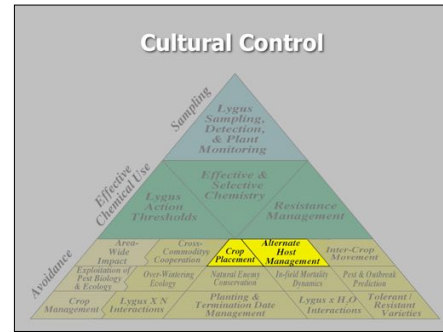 Cultural Control
Sampling
Lygus
Sampling,
Detection,
& Plant
Monitoring
Effective
Chemical Use
Lygus
Action
Thresholds
Effective &
Selective
Chemistry
Resistance
Management
Avoidance
Area-
Wide
Impact
Cross-
Commodity
Cooperation
Crop
Placement
Alternate
Host
Management
Inter-Crop
Movement
Exploitation of
Pest Biology
& Ecology
Over-Wintering
Ecology
Natural Enemy
Conservation
In-field Mortality
Dynamics
Pest & Outbreak
Prediction
Crop
Management
Lygus X N
Interactions
Planting &
Termination Date
Management
Lygus x H2O
Interactions
Tolerant /
Resistant
Varieties